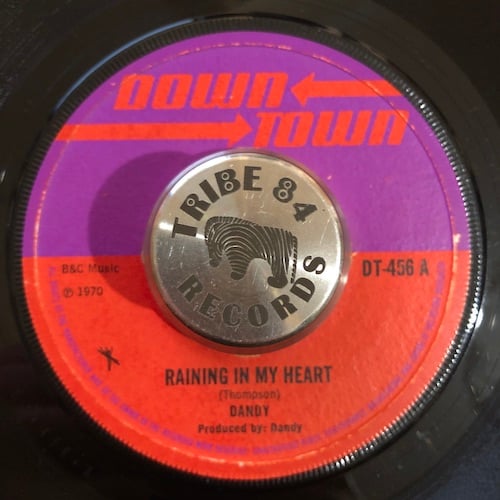 DOWN
TOWN
TRIBE 84
RECORDS
B&C Music
DT-456 A
℗ 1970
RAINING IN MY HEART
(Thompson)
DANDY
Produced by: Dandy